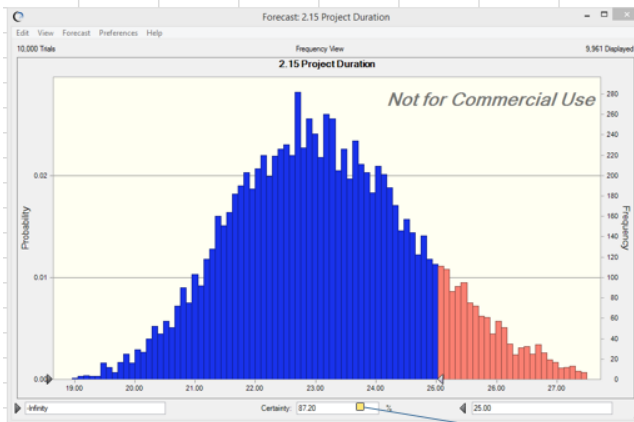 Forecast: 2.15 Project Duration
Edit View Forecast Preferences Help
10,000 Trials Frequency View 9,961 Displayed
2.15 Project Duration
Not for Commercial Use
Probability
0.02
0.01
0.00
Frequency
280
260
240
220
200
180
160
140
120
100
80
60
40
20
0
19.00 20.00 21.00 22.00 23.00 24.00 25.00 26.00 27.00
-Infinity Certainty: 87.20 % 25.00